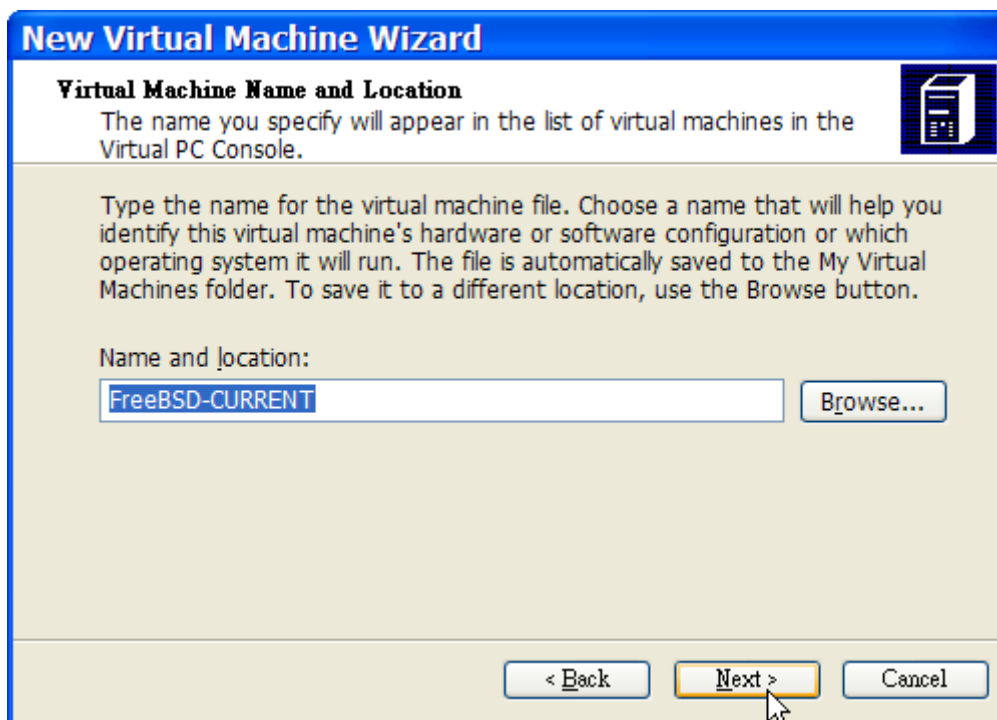 New Virtual Machine Wizard
Virtual Machine Name and Location
The name you specify will appear in the list of virtual machines in the
Virtual PC Console.
Type the name for the virtual machine file. Choose a name that will help you
identify this virtual machine's hardware or software configuration or which
operating system it will run. The file is automatically saved to the My Virtual
Machines folder. To save it to a different location, use the Browse button.
Name and location:
FreeBSD-CURRENT
Browse...
< Back
Next >
Cancel